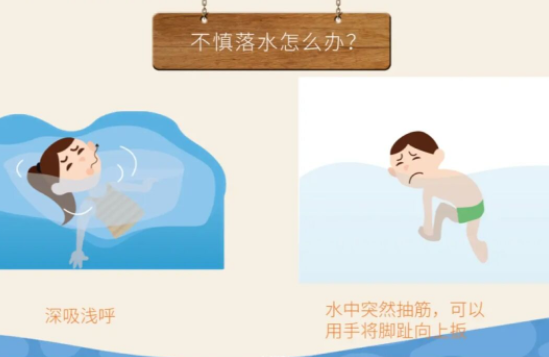 不慎落水怎么办？
深吸浅呼
水中突然抽筋，可以
用手将脚趾向上扳